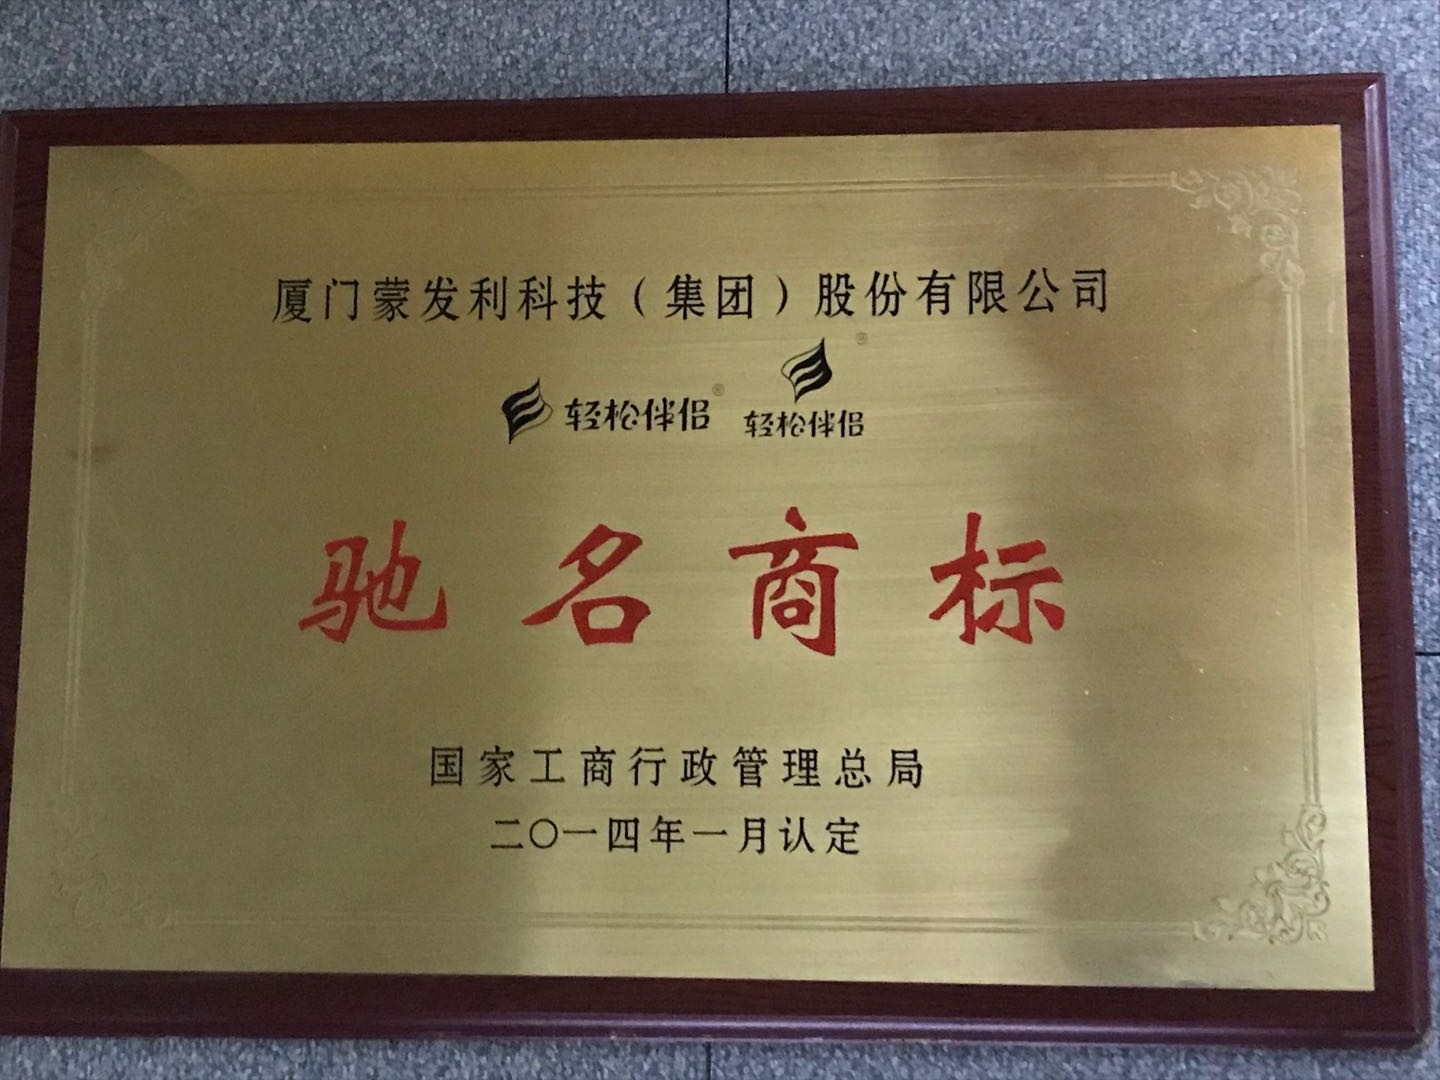 厦门蒙发利科技（集团）股份有限公司
轻松伴侣® 轻松伴侣®
驰名商标
国家工商行政管理总局
二〇一四年一月认定